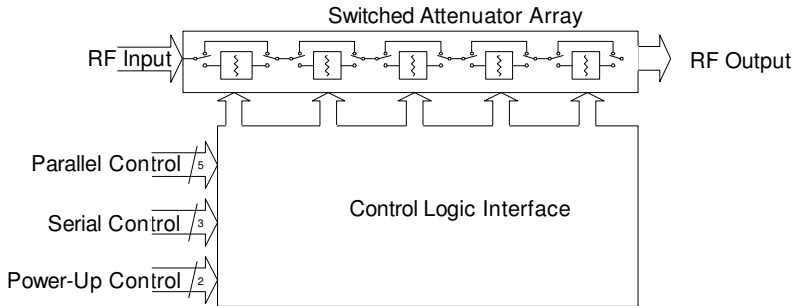 Switched Attenuator Array
RF Input
RF Output
Parallel Control
5
Serial Control
3
Control Logic Interface
Power-Up Control
2